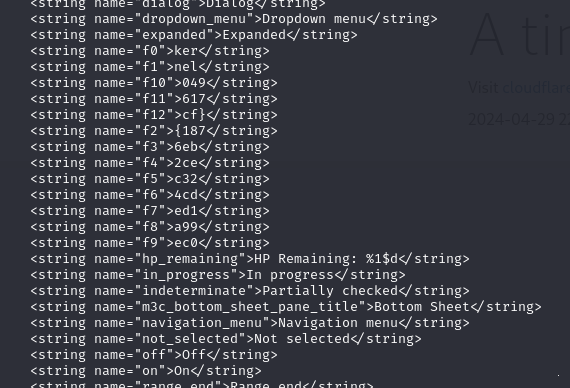 <string name="dialog">Dialog</string>
<string name="dropdown_menu">Dropdown menu</string>
<string name="expanded">Expanded</string>
<string name="f0">ker</string>
<string name="f1">nel</string>
<string name="f10">049</string>
<string name="f11">617</string>
<string name="f12">cf}</string>
<string name="f2">{187</string>
<string name="f3">6eb</string>
<string name="f4">2ce</string>
<string name="f5">c32</string>
<string name="f6">4cd</string>
<string name="f7">ed1</string>
<string name="f8">a99</string>
<string name="f9">ec0</string>
<string name="hp_remaining">HP Remaining: %1$d</string>
<string name="in_progress">In progress</string>
<string name="indeterminate">Partially checked</string>
<string name="m3c_bottom_sheet_pane_title">Bottom Sheet</string>
<string name="navigation_menu">Navigation menu</string>
<string name="not_selected">Not selected</string>
<string name="off">Off</string>
<string name="on">On</string>
<string name="range_end">Range end</string>
A tir
Visit cloudflar
2024-04-29 2